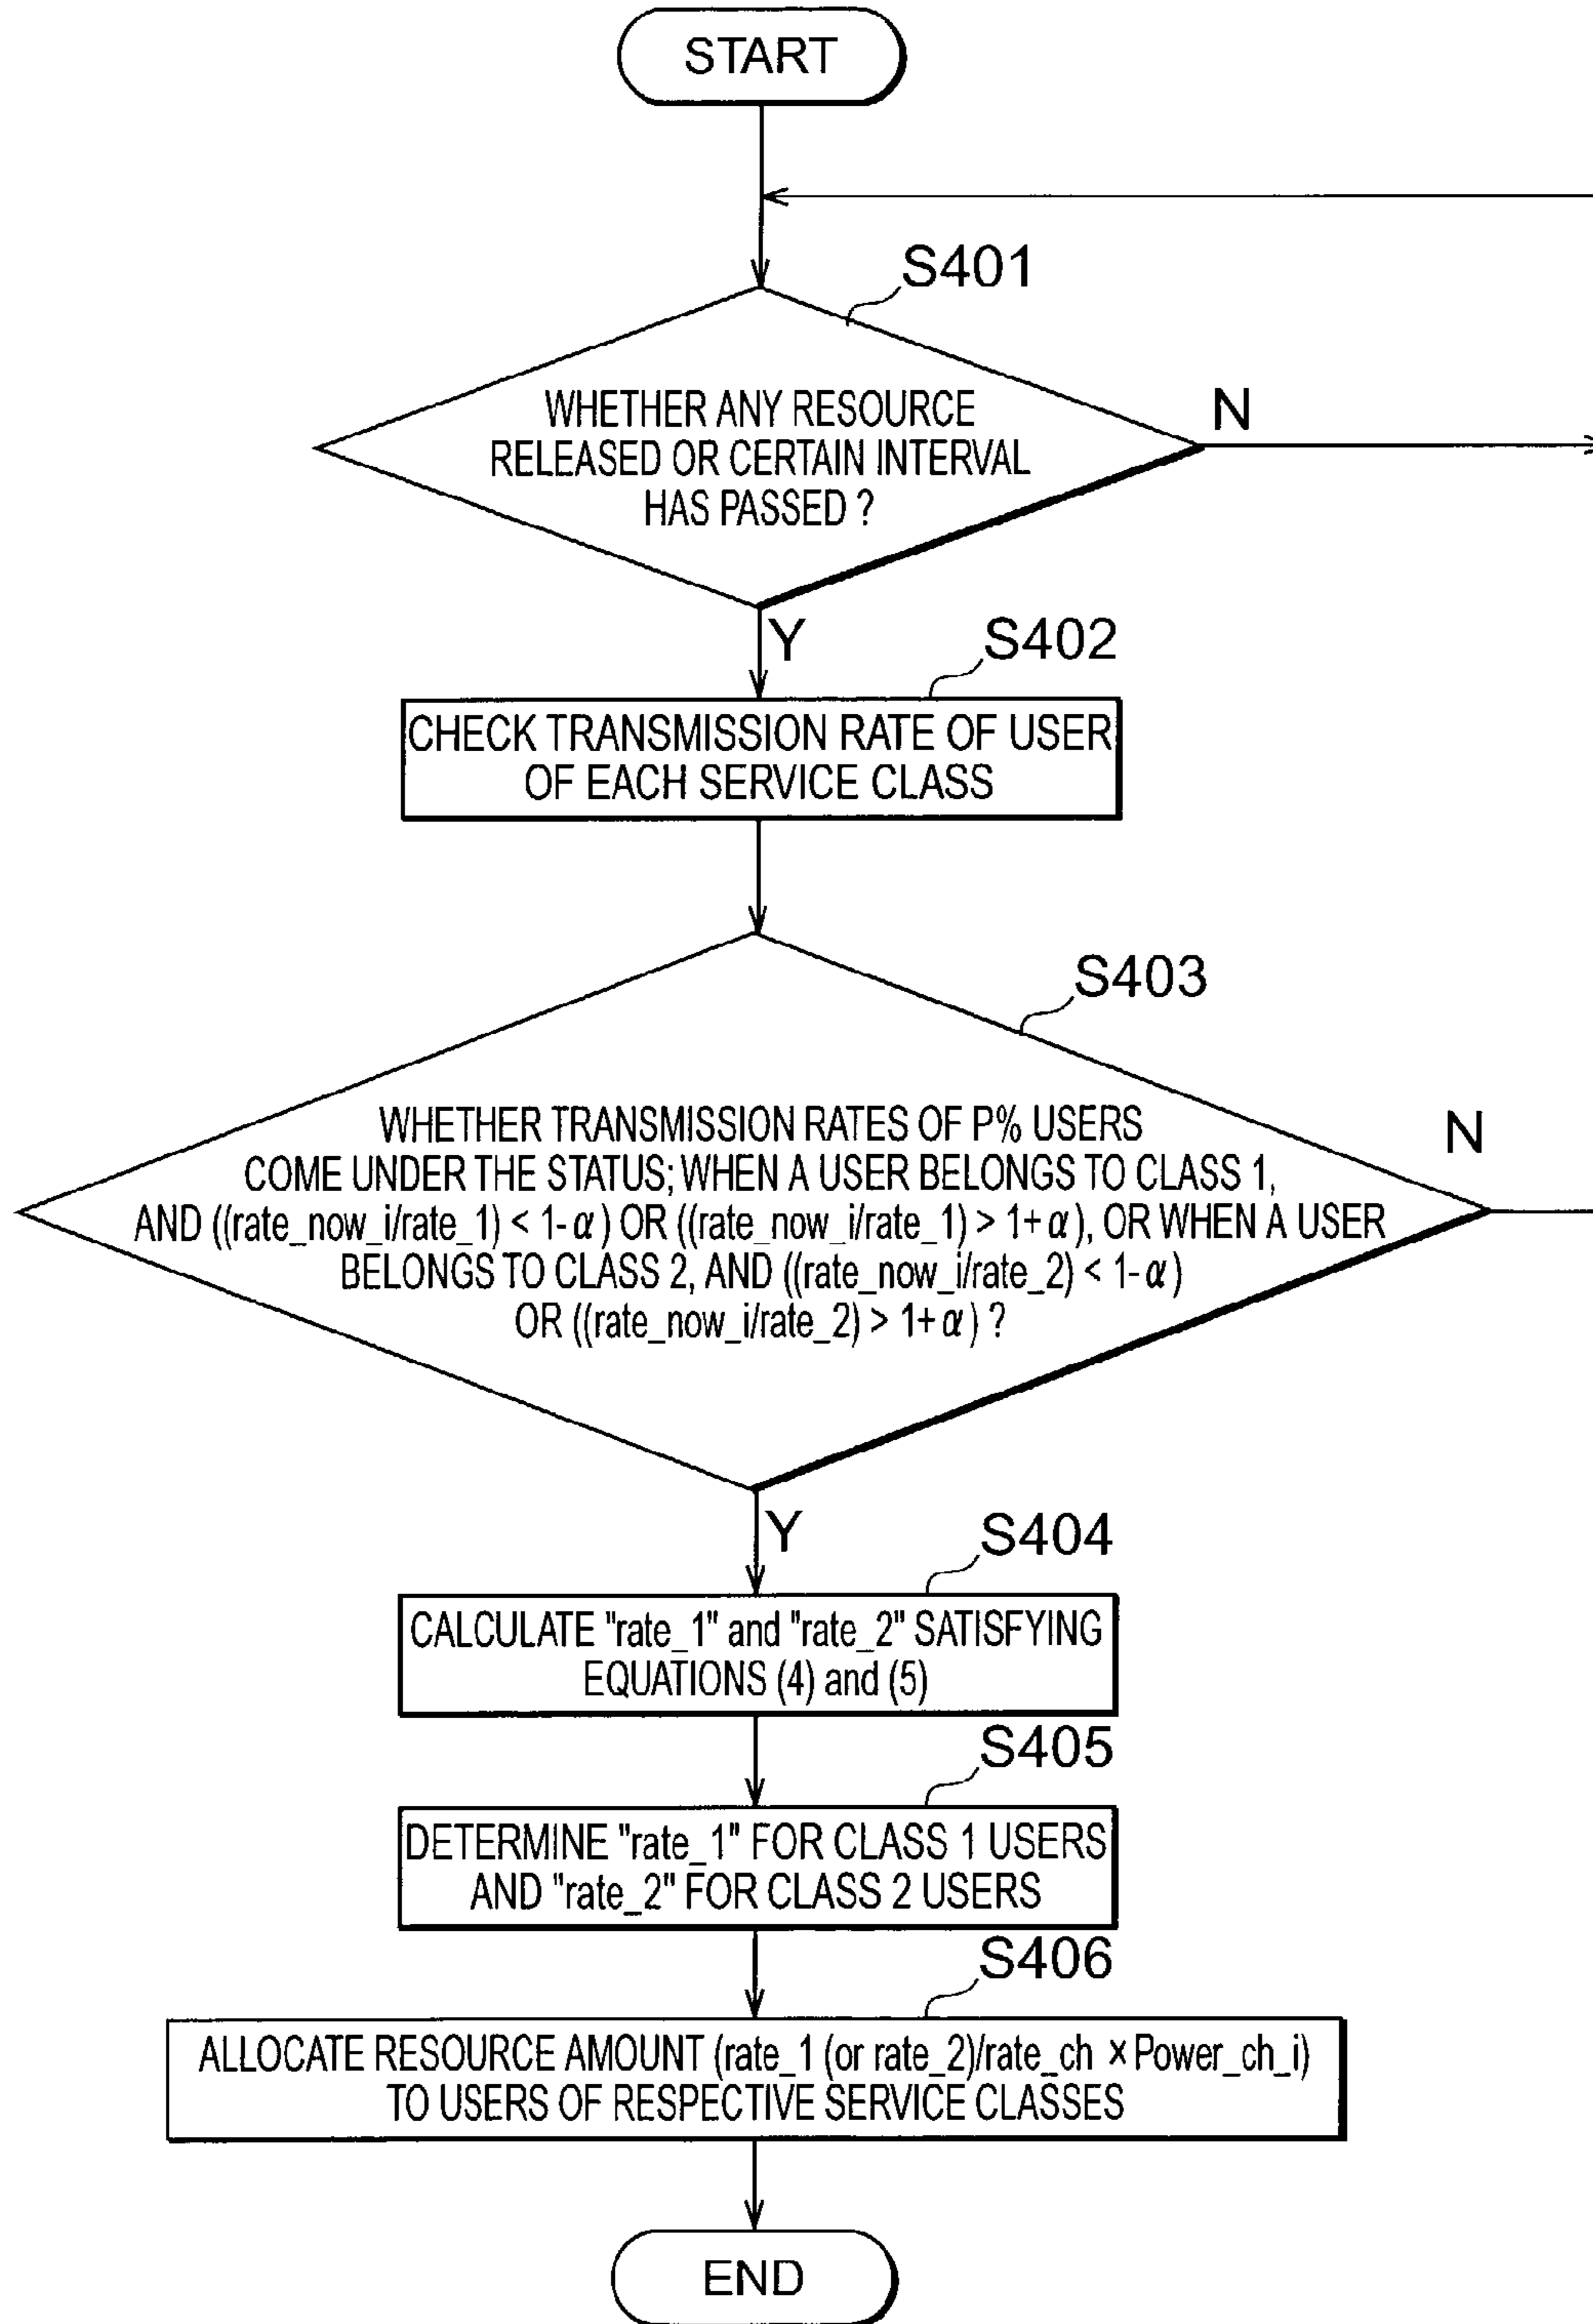 START
S401
WHETHER ANY RESOURCE
RELEASED OR CERTAIN INTERVAL
HAS PASSED ?
N
Y
S402
CHECK TRANSMISSION RATE OF USER
OF EACH SERVICE CLASS
S403
WHETHER TRANSMISSION RATES OF P% USERS
COME UNDER THE STATUS; WHEN A USER BELONGS TO CLASS 1,
AND ((rate_now_i/rate_1) < 1-α) OR ((rate_now_i/rate_1) > 1+α), OR WHEN A USER
BELONGS TO CLASS 2, AND ((rate_now_i/rate_2) < 1-α)
OR ((rate_now_i/rate_2) > 1+α) ?
N
Y
S404
CALCULATE "rate_1" and "rate_2" SATISFYING
EQUATIONS (4) and (5)
S405
DETERMINE "rate_1" FOR CLASS 1 USERS
AND "rate_2" FOR CLASS 2 USERS
S406
ALLOCATE RESOURCE AMOUNT (rate_1 (or rate_2)/rate_ch ×Power_ch_i)
TO USERS OF RESPECTIVE SERVICE CLASSES
END